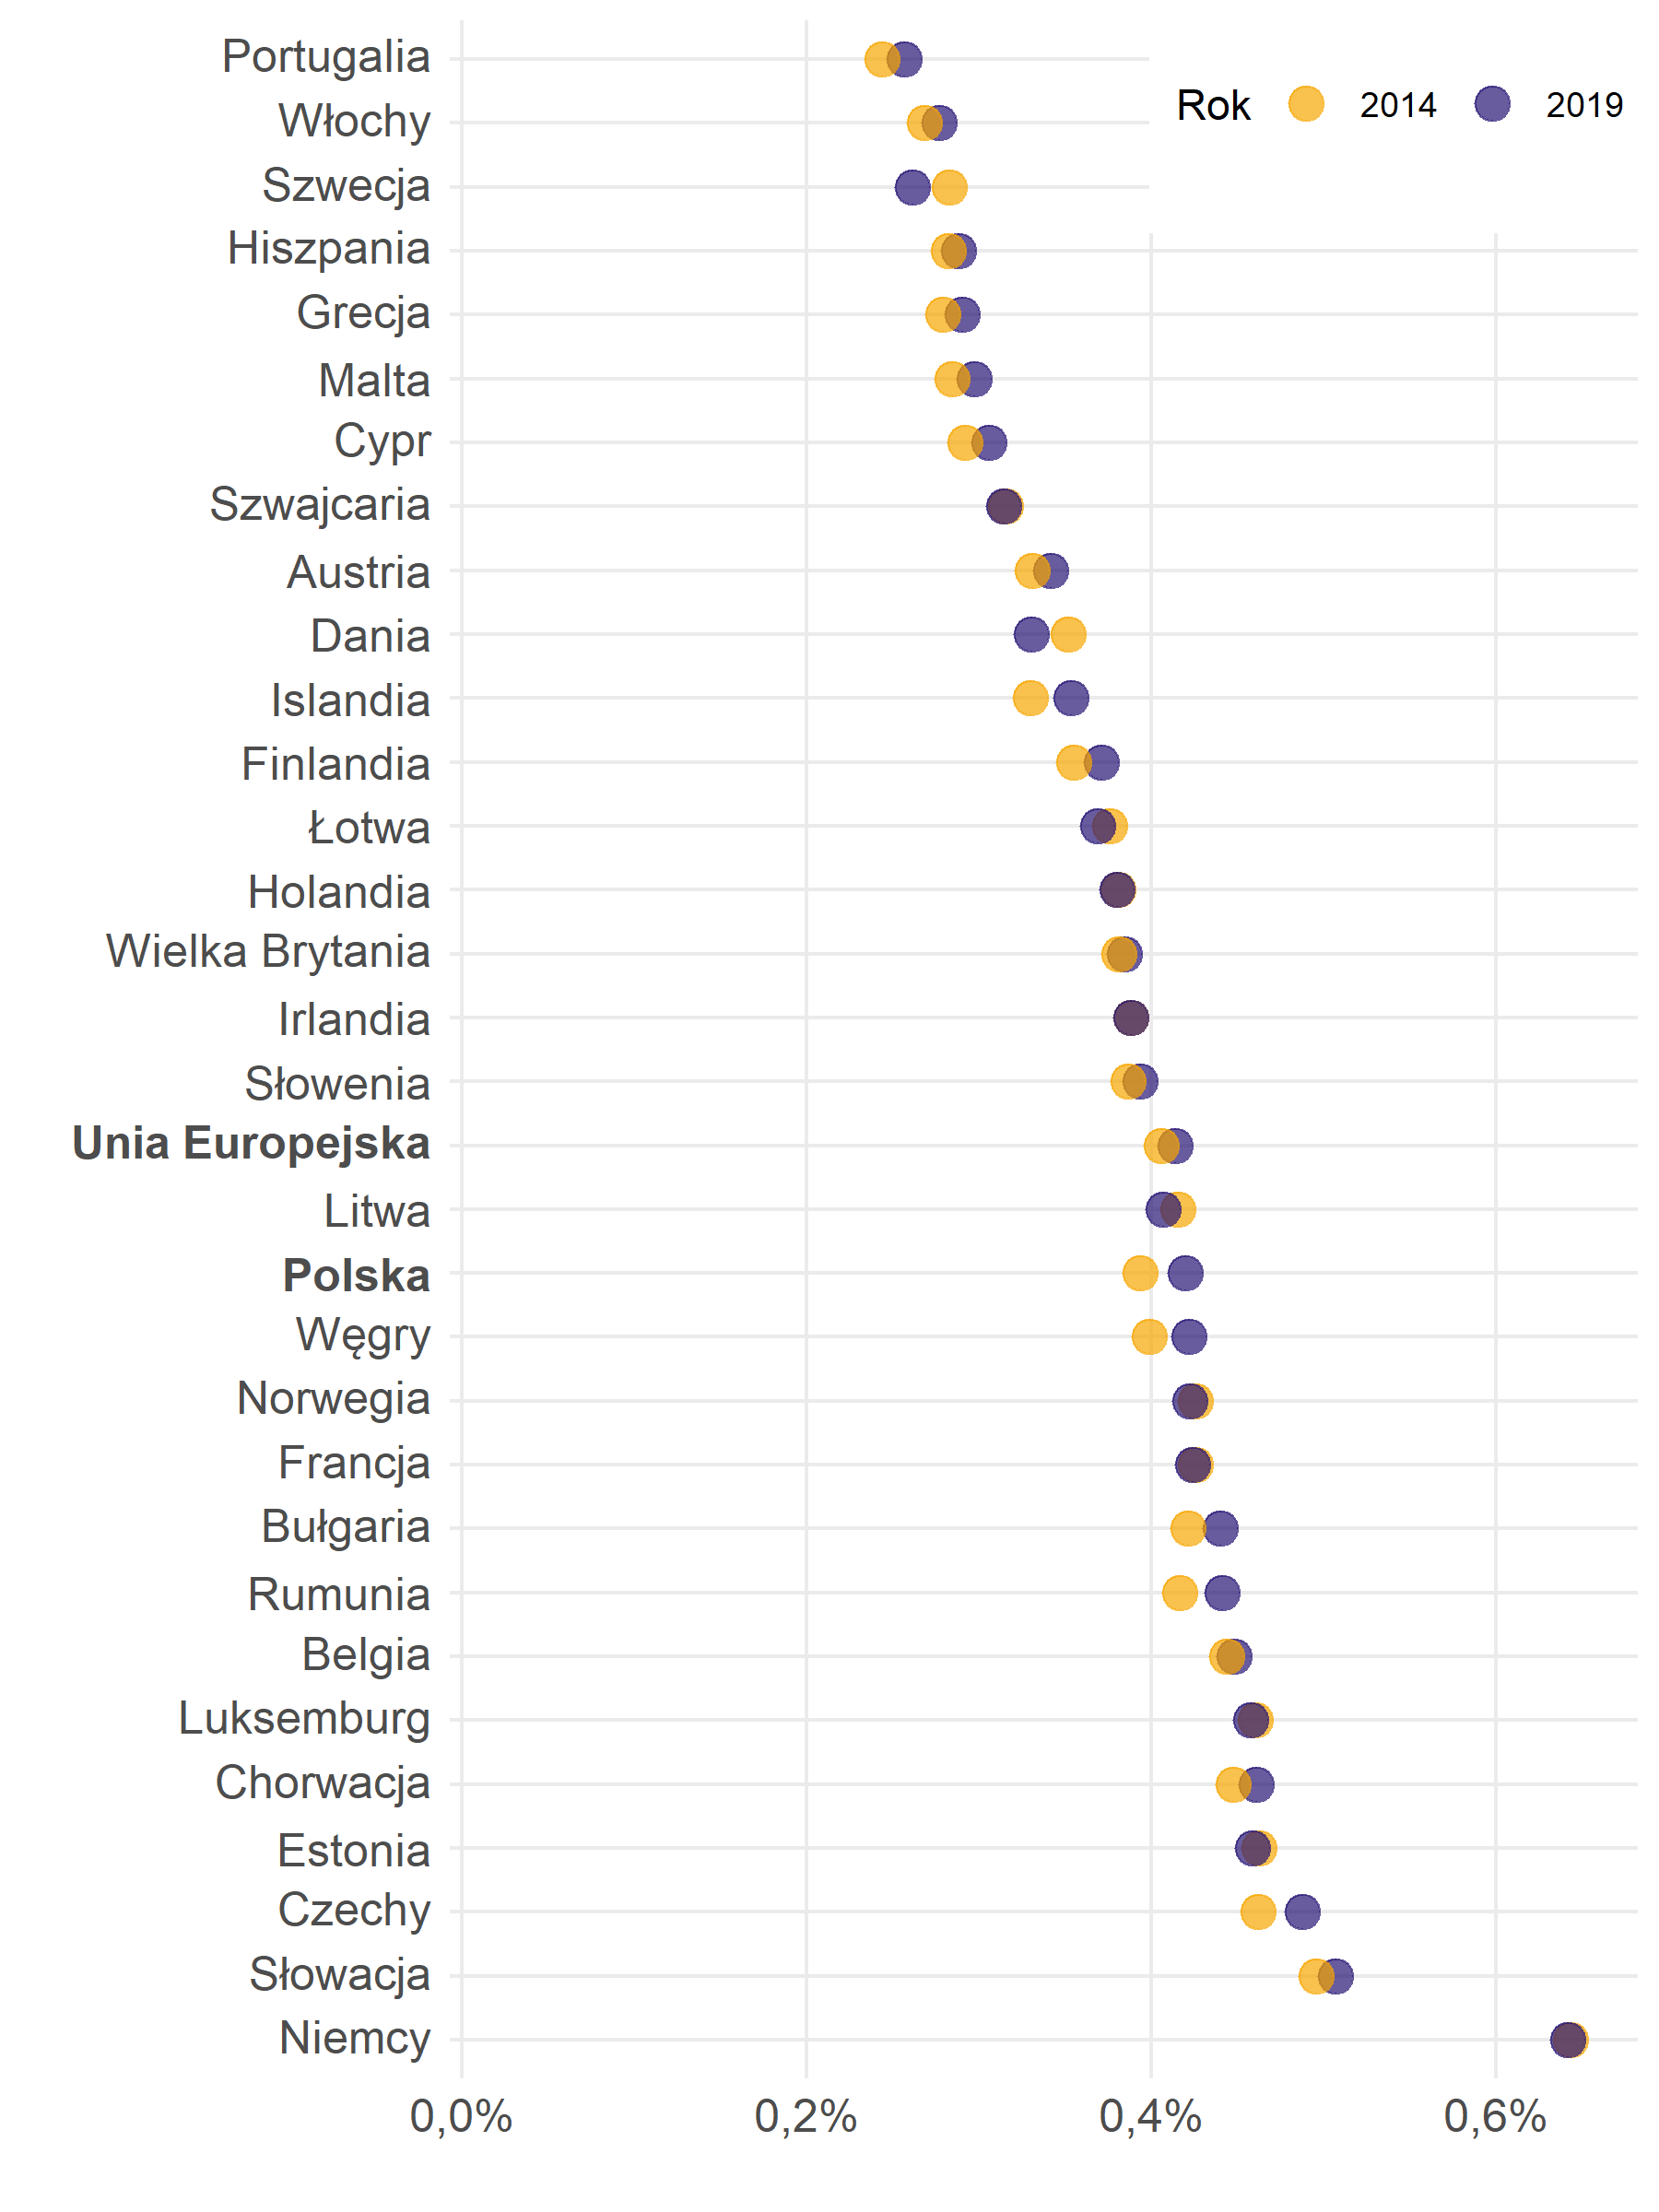 Portugalia
Rok 2014 2019
Włochy
Szwecja
Hiszpania
Grecja
Malta
Cypr
Szwajcaria
Austria
Dania
Islandia
Finlandia
Łotwa
Holandia
Wielka Brytania
Irlandia
Słowenia
Unia Europejska
Litwa
Polska
Węgry
Norwegia
Francja
Bułgaria
Rumunia
Belgia
Luksemburg
Chorwacja
Estonia
Czechy
Słowacja
Niemcy
0,0% 0,2% 0,4% 0,6%